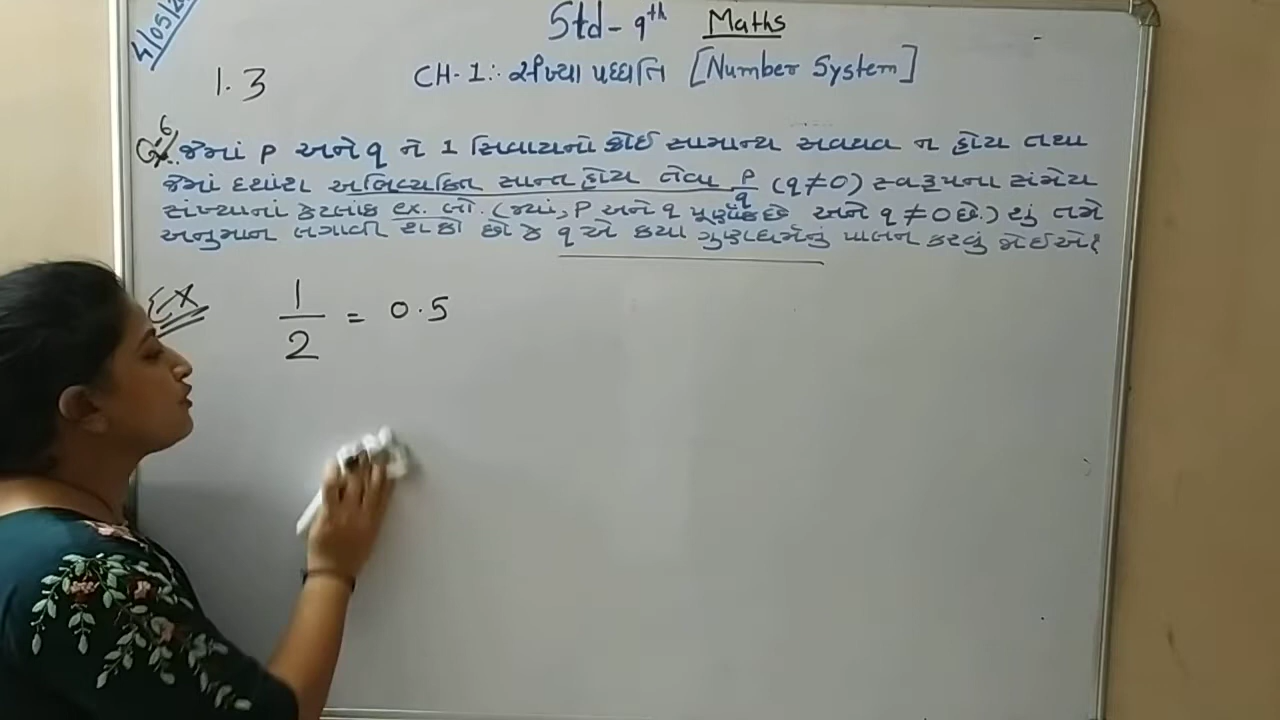 4/05/2
Std - 9th Maths
1.3
CH-1:- સંખ્યા પધ્ધતિ [Number System]
Q.6 જેમાં p અને q ને 1 સિવાયનો કોઈ સામાન્ય અવયવ ન હોય તથા
જેમાં દશાંશ અભિવ્યક્તિ સાન્ત હોય તેવા p/q (q≠0) સ્વરૂપના સંમેય
સંખ્યાનાં કેટલાંક ex. લો. (જ્યાં, p અને q પૂર્ણાંક છે અને q ≠ 0 છે.) શું તમે
અનુમાન લગાવી શકો છો કે q એ કયા ગુણધર્મનું પાલન કરવું જોઈએ?
Ex 1/2 = 0.5